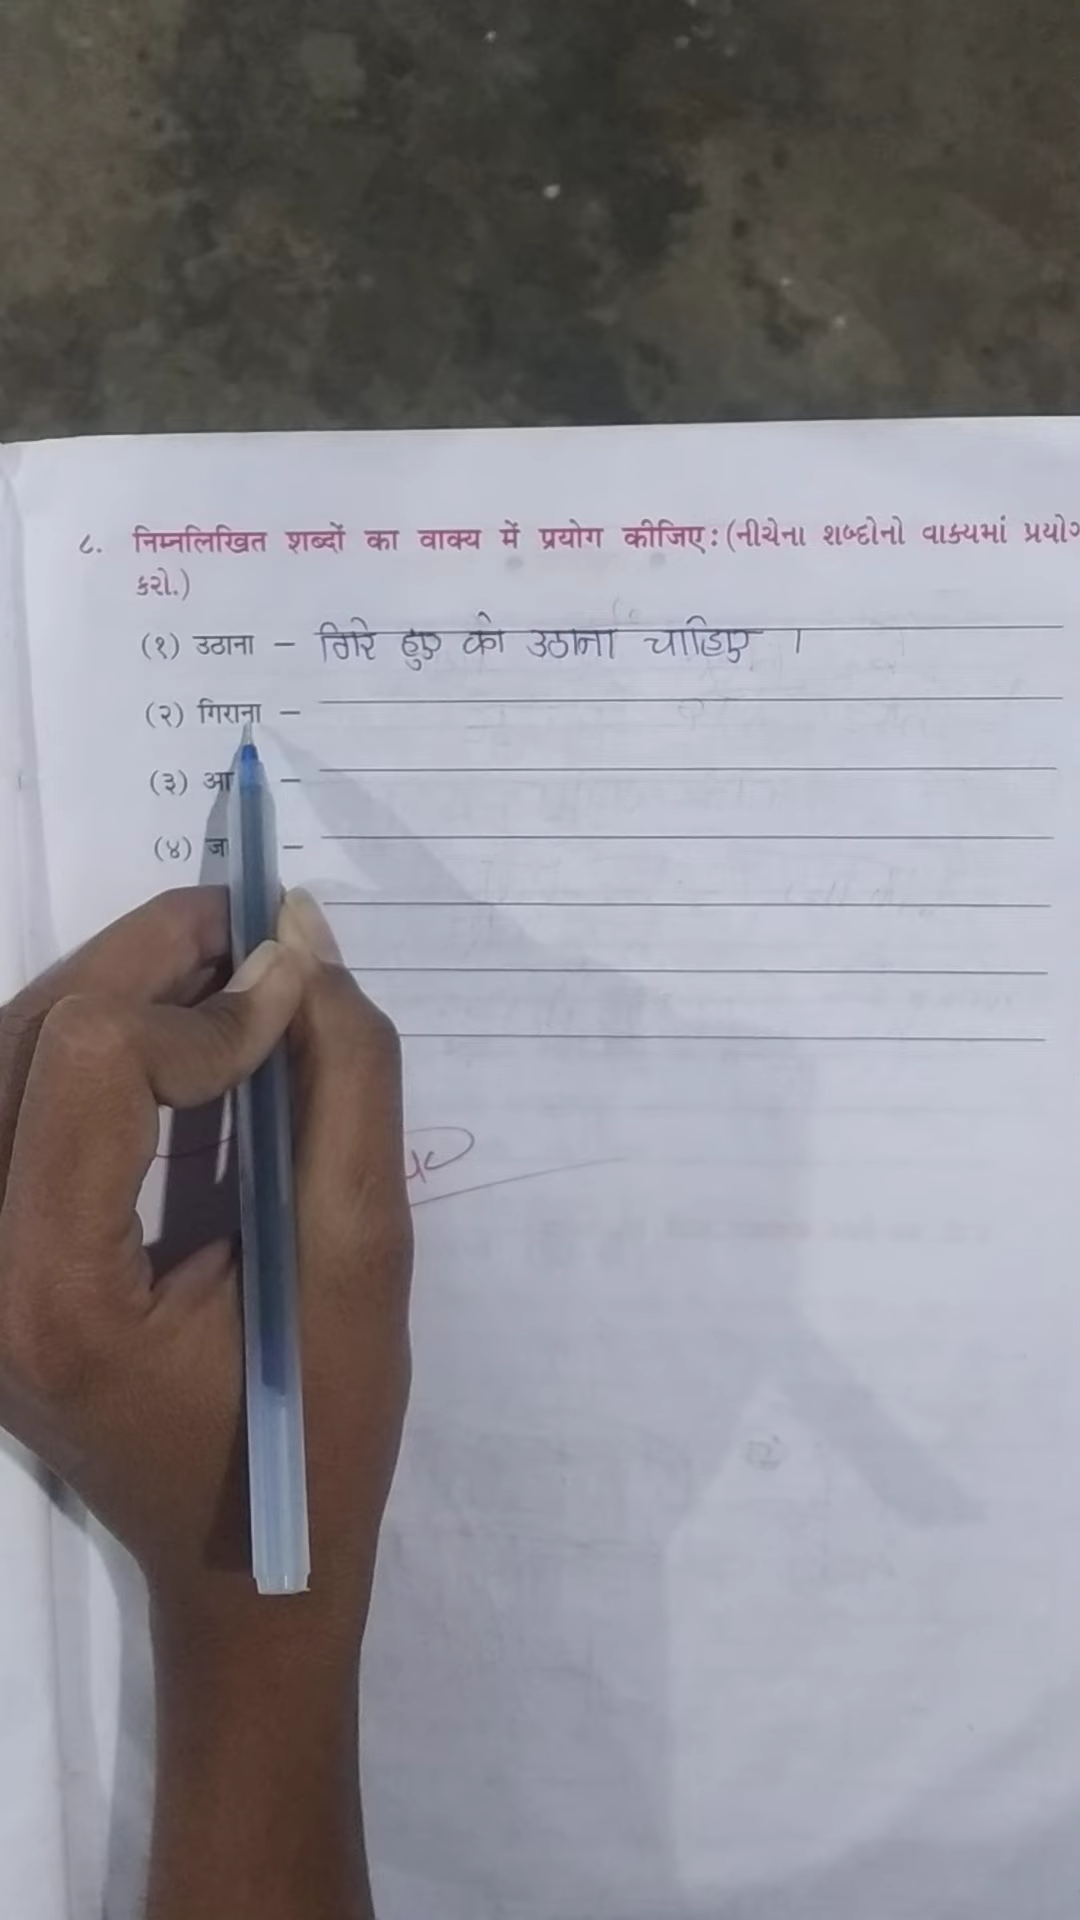 ८. निम्नलिखित शब्दों का वाक्य में प्रयोग कीजिए: (નીચેના શબ્દોનો વાક્યમાં પ્રયોગ
કરો.)
(१) उठाना – गिरे हुए को उठाना चाहिए ।
(२) गिराना –
(३) आ –
(४) ज –